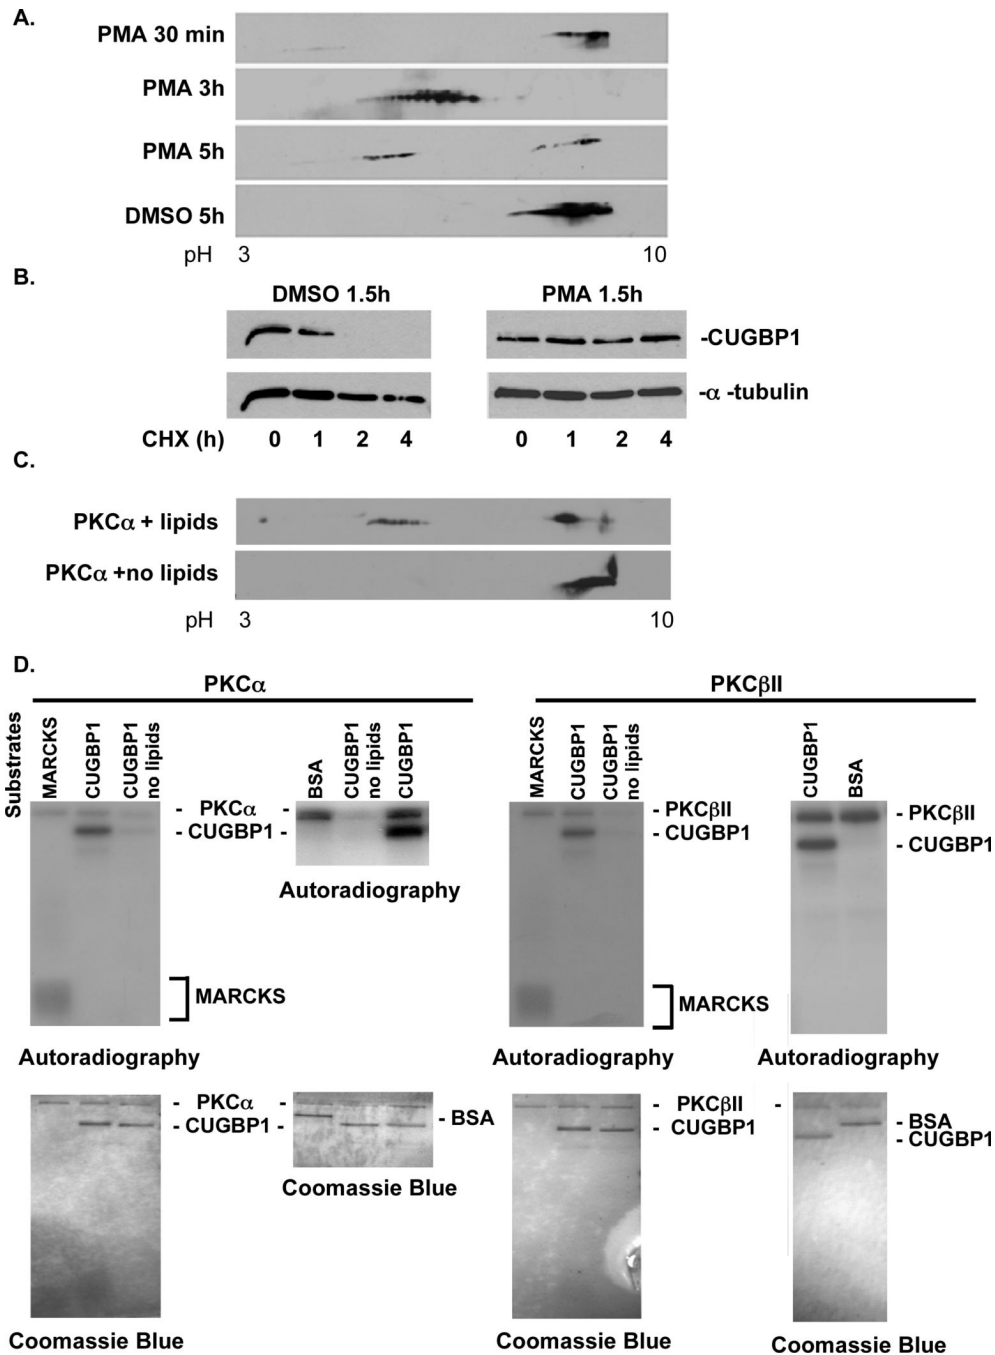 A.
PMA 30 min
PMA 3h
PMA 5h
DMSO 5h
pH 3 10
B.
DMSO 1.5h PMA 1.5h
-CUGBP1
-α -tubulin
CHX (h) 0 1 2 4 0 1 2 4
C.
PKCα + lipids
PKCα +no lipids
pH 3 10
D.
PKCα PKCβII
Substrates
MARCKS
CUGBP1
CUGBP1
no lipids
BSA
CUGBP1
no lipids
CUGBP1
MARCKS
CUGBP1
CUGBP1
no lipids
CUGBP1
BSA
- PKCα -
- CUGBP1 -
Autoradiography
MARCKS
Autoradiography
- PKCβII
- CUGBP1
MARCKS
Autoradiography
- PKCβII
- CUGBP1
Autoradiography
- PKCα -
- CUGBP1 -
- BSA
Coomassie Blue
Coomassie Blue
- PKCβII -
- CUGBP1
- BSA
- CUGBP1
Coomassie Blue
Coomassie Blue